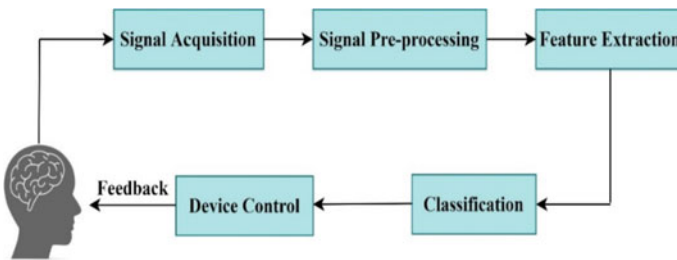 Signal Acquisition
Signal Pre-processing
Feature Extraction
Feedback
Device Control
Classification